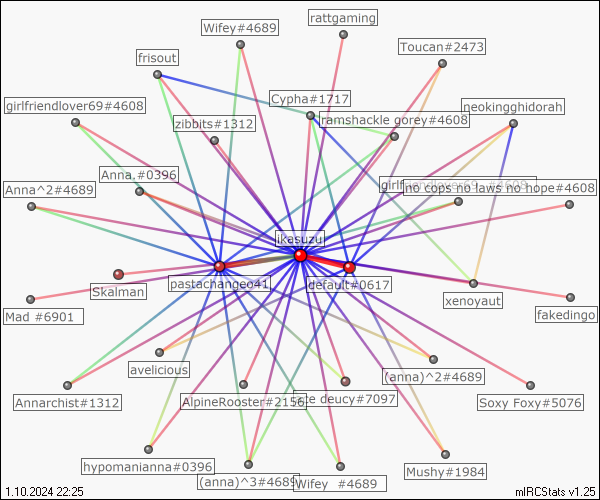 rattgaming
Wifey#4689
Toucan#2473
frisout
Cypha#1717
girlfriendlover69#4608
neokingghidorah
ramshackle gorey#4608
zibbits#1312
Anna,#0396
no cops no laws no hope#4608
Anna^2#4689
ikasuzu
pastachangeo41
default#0617
Skalman
xenoyaut
Mad #6901
fakedingo
avelicious
(anna)^2#4689
Annarchist#1312
AlpineRooster#2156
deucy#7097
Soxy Foxy#5076
hypomanianna#0396
(anna)^3#4689
Wifey #4689
Mushy#1984
1.10.2024 22:25
mIRCStats v1.25